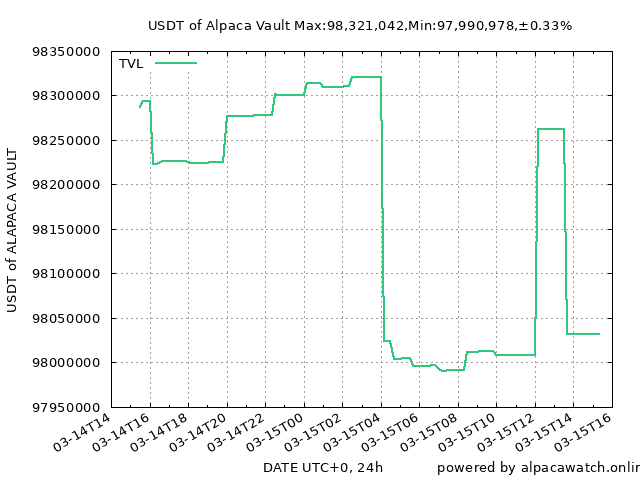 USDT of Alpaca Vault Max:98,321,042,Min:97,990,978,±0.33%
TVL
98350000
98300000
98250000
98200000
98150000
98100000
98050000
98000000
97950000
USDT of ALAPACA VAULT
03-14T14
03-14T16
03-14T18
03-14T20
03-14T22
03-15T00
03-15T02
03-15T04
03-15T06
03-15T08
03-15T10
03-15T12
03-15T14
03-15T16
DATE UTC+0, 24h
powered by alpacawatch.onlin